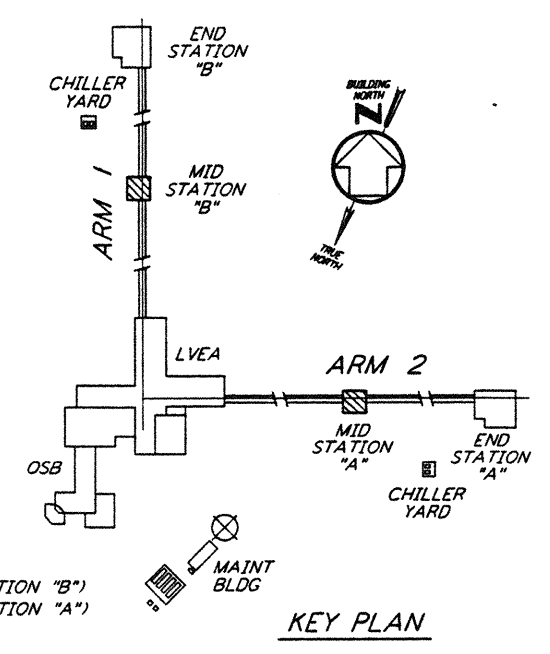 END
STATION
"B"
CHILLER
YARD
BUILDING
NORTH
Z
ARM 1
MID
STATION
"B"
TRUE
NORTH
LVEA
ARM 2
MID
STATION
"A"
END
STATION
"A"
OSB
CHILLER
YARD
MAINT
BLDG
TION "B")
TION "A")
KEY PLAN